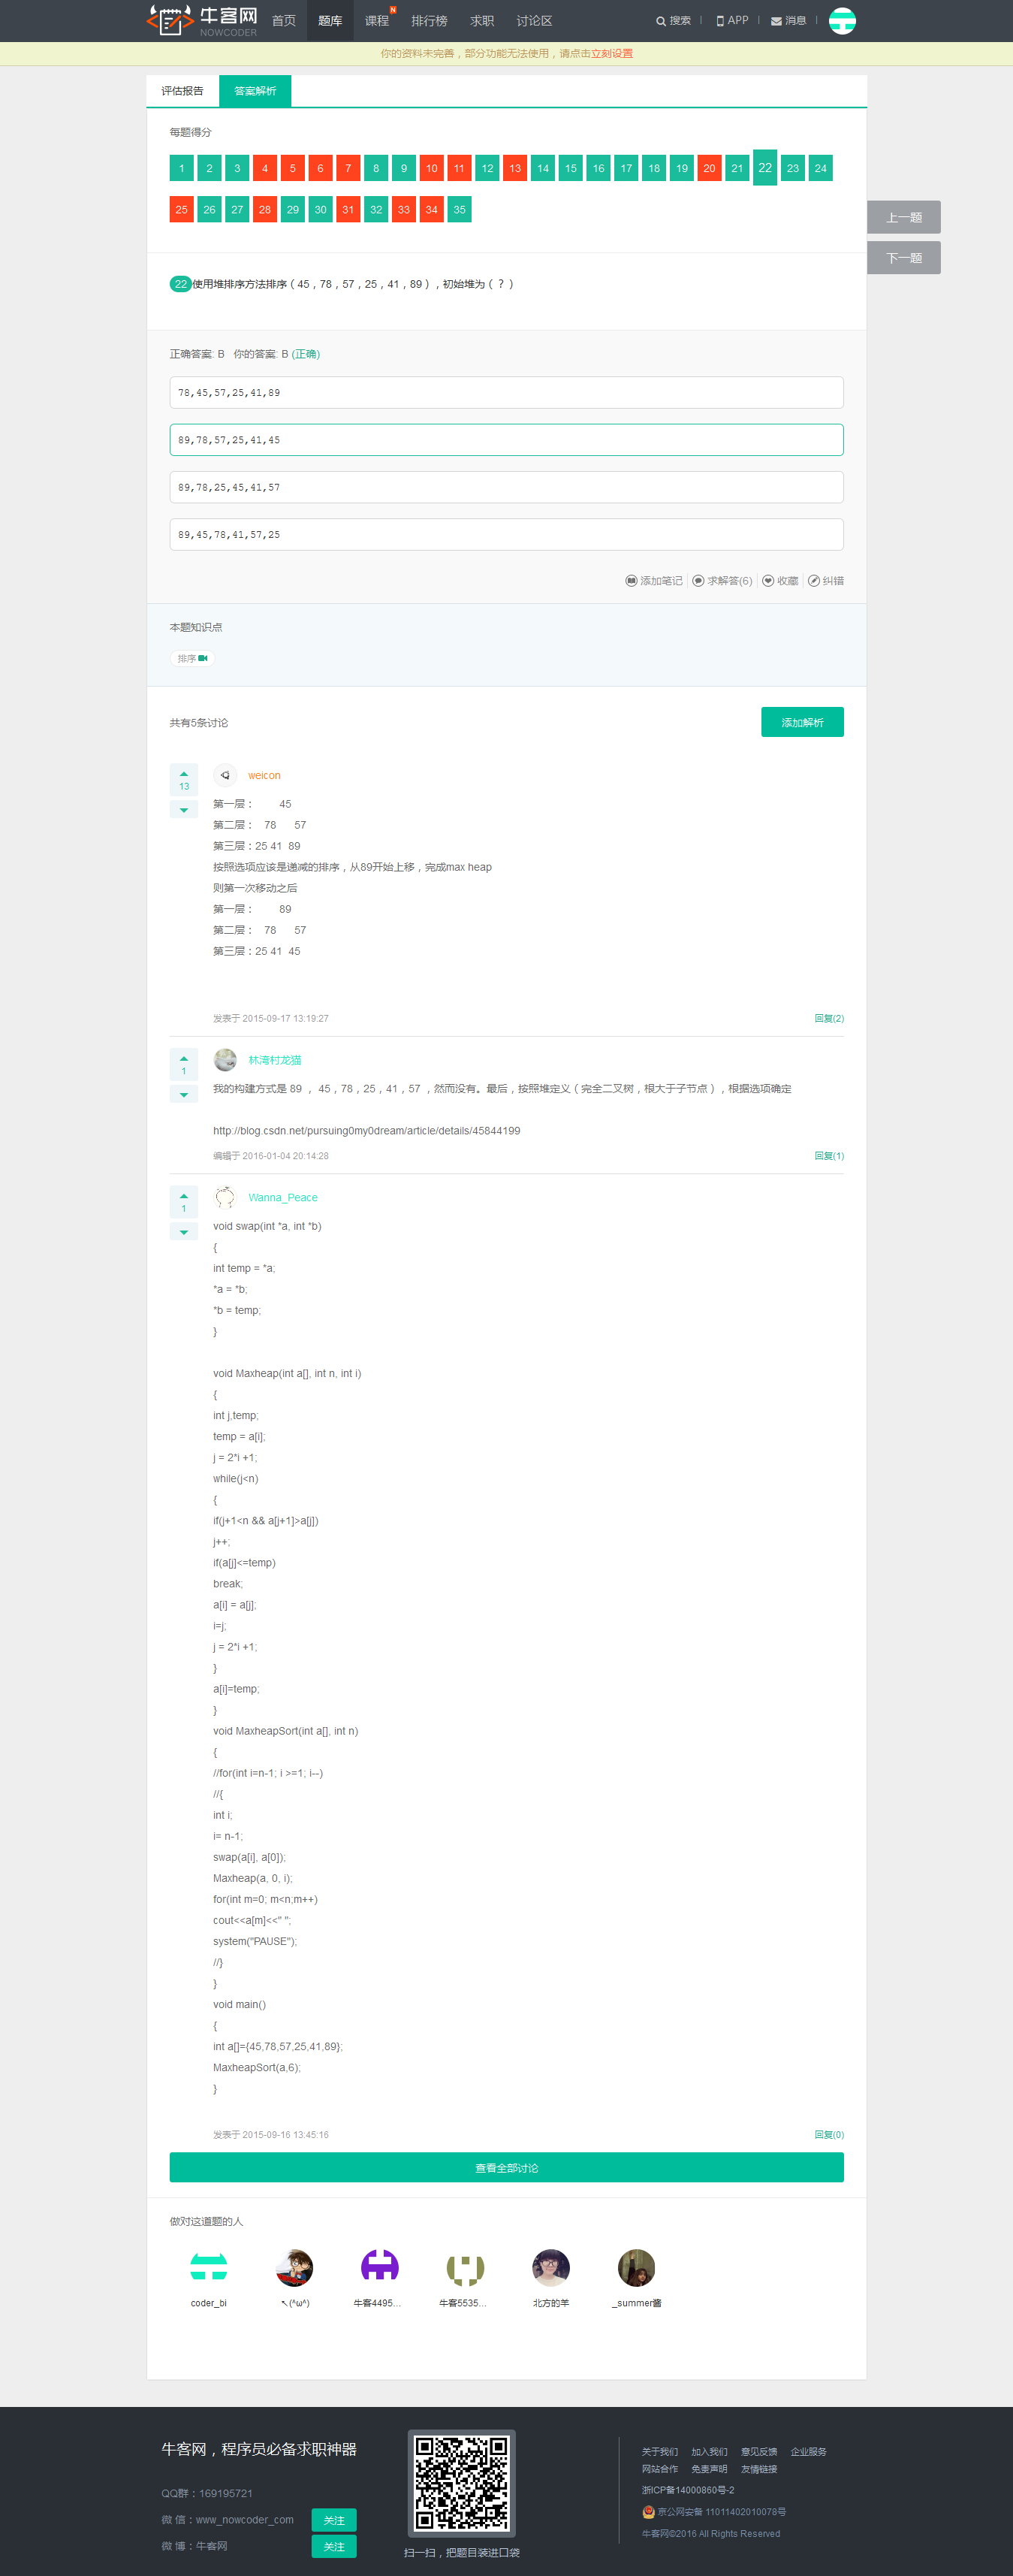 牛客网 NOWCODER 首页 题库 课程 N 排行榜 求职 讨论区 搜索 APP 消息
你的资料未完善，部分功能无法使用，请点击立刻设置
评估报告 答案解析
每题得分
1 2 3 4 5 6 7 8 9 10 11 12 13 14 15 16 17 18 19 20 21 22 23 24
25 26 27 28 29 30 31 32 33 34 35
上一题
下一题
22使用堆排序方法排序（45，78，57，25，41，89），初始堆为（ ？ ）
正确答案: B 你的答案: B (正确)
78,45,57,25,41,89
89,78,57,25,41,45
89,78,25,45,41,57
89,45,78,41,57,25
添加笔记 求解答(6) 收藏 纠错
本题知识点
排序
共有5条讨论 添加解析
13
weicon
第一层： 45
第二层： 78 57
第三层：25 41 89
按照选项应该是递减的排序，从89开始上移，完成max heap
则第一次移动之后
第一层： 89
第二层： 78 57
第三层：25 41 45
发表于 2015-09-17 13:19:27 回复(2)
1
林湾村龙猫
我的构建方式是 89 ， 45，78，25，41，57 ，然而没有。最后，按照堆定义（完全二叉树，根大于子节点），根据选项确定
http://blog.csdn.net/pursuing0my0dream/article/details/45844199
编辑于 2016-01-04 20:14:28 回复(1)
1
Wanna_Peace
void swap(int *a, int *b)
{
int temp = *a;
*a = *b;
*b = temp;
}
void Maxheap(int a[], int n, int i)
{
int j,temp;
temp = a[i];
j = 2*i +1;
while(j<n)
{
if(j+1<n && a[j+1]>a[j])
j++;
if(a[j]<=temp)
break;
a[i] = a[j];
i=j;
j = 2*i +1;
}
a[i]=temp;
}
void MaxheapSort(int a[], int n)
{
//for(int i=n-1; i >=1; i--)
//{
int i;
i= n-1;
swap(a[i], a[0]);
Maxheap(a, 0, i);
for(int m=0; m<n;m++)
cout<<a[m]<<" ";
system("PAUSE");
//}
}
void main()
{
int a[]={45,78,57,25,41,89};
MaxheapSort(a,6);
}
发表于 2015-09-16 13:45:16 回复(0)
查看全部讨论
做对这道题的人
coder_bi ↖(^ω^) 牛客4495... 牛客5535... 北方的羊 _summer酱
牛客网，程序员必备求职神器
QQ群：169195721
微 信：www_nowcoder_com 关注
微 博：牛客网 关注
扫一扫，把题目装进口袋
关于我们 加入我们 意见反馈 企业服务
网站合作 免责声明 友情链接
浙ICP备14000860号-2
京公网安备 11011402010078号
牛客网©2016 All Rights Reserved